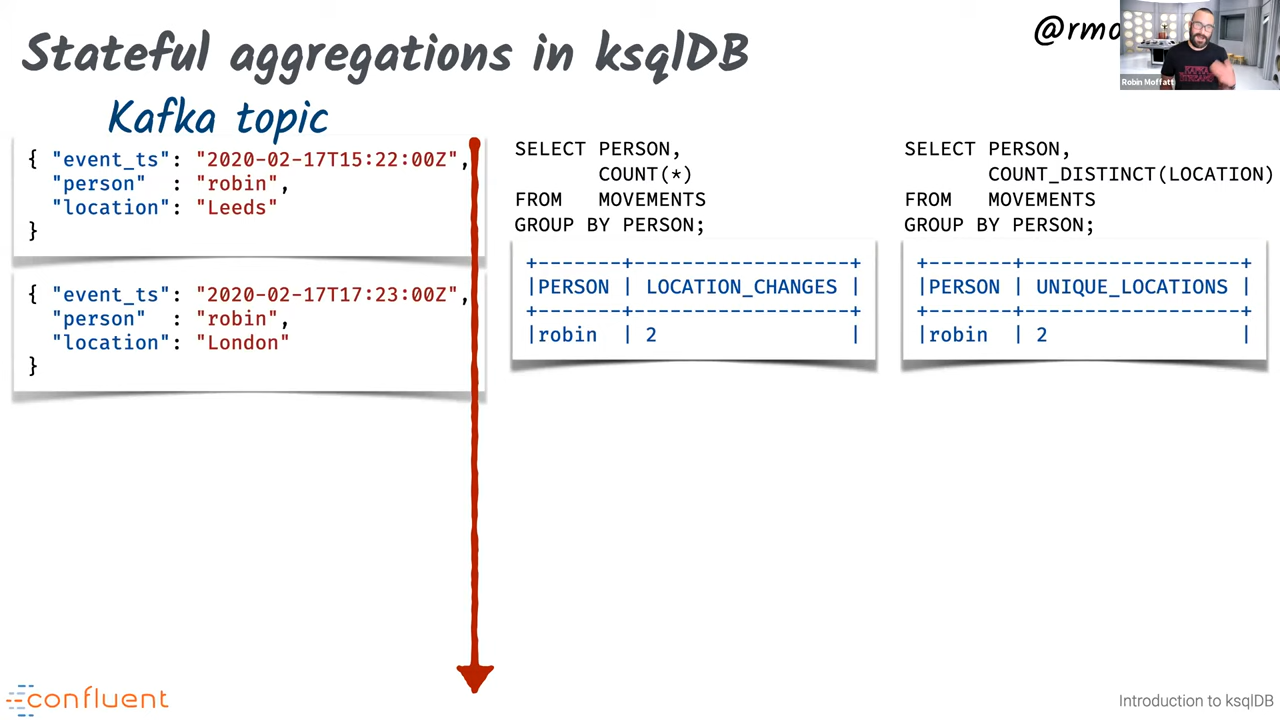 Stateful aggregations in ksqlDB
@rmo
Robin Moffatt
Kafka topic
{ "event_ts": "2020-02-17T15:22:00Z",
"person" : "robin",
"location": "Leeds"
}
{ "event_ts": "2020-02-17T17:23:00Z",
"person" : "robin",
"location": "London"
}
SELECT PERSON,
COUNT(*)
FROM MOVEMENTS
GROUP BY PERSON;
+-------+------------------+
|PERSON | LOCATION_CHANGES |
+-------+------------------+
|robin | 2 |
SELECT PERSON,
COUNT_DISTINCT(LOCATION)
FROM MOVEMENTS
GROUP BY PERSON;
+-------+------------------+
|PERSON | UNIQUE_LOCATIONS |
+-------+------------------+
|robin | 2 |
confluent
Introduction to ksqlDB